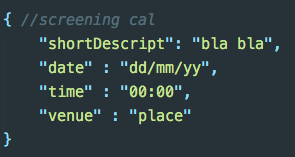 { //screening cal
"shortDescript": "bla bla",
"date" : "dd/mm/yy",
"time" : "00:00",
"venue" : "place"
}